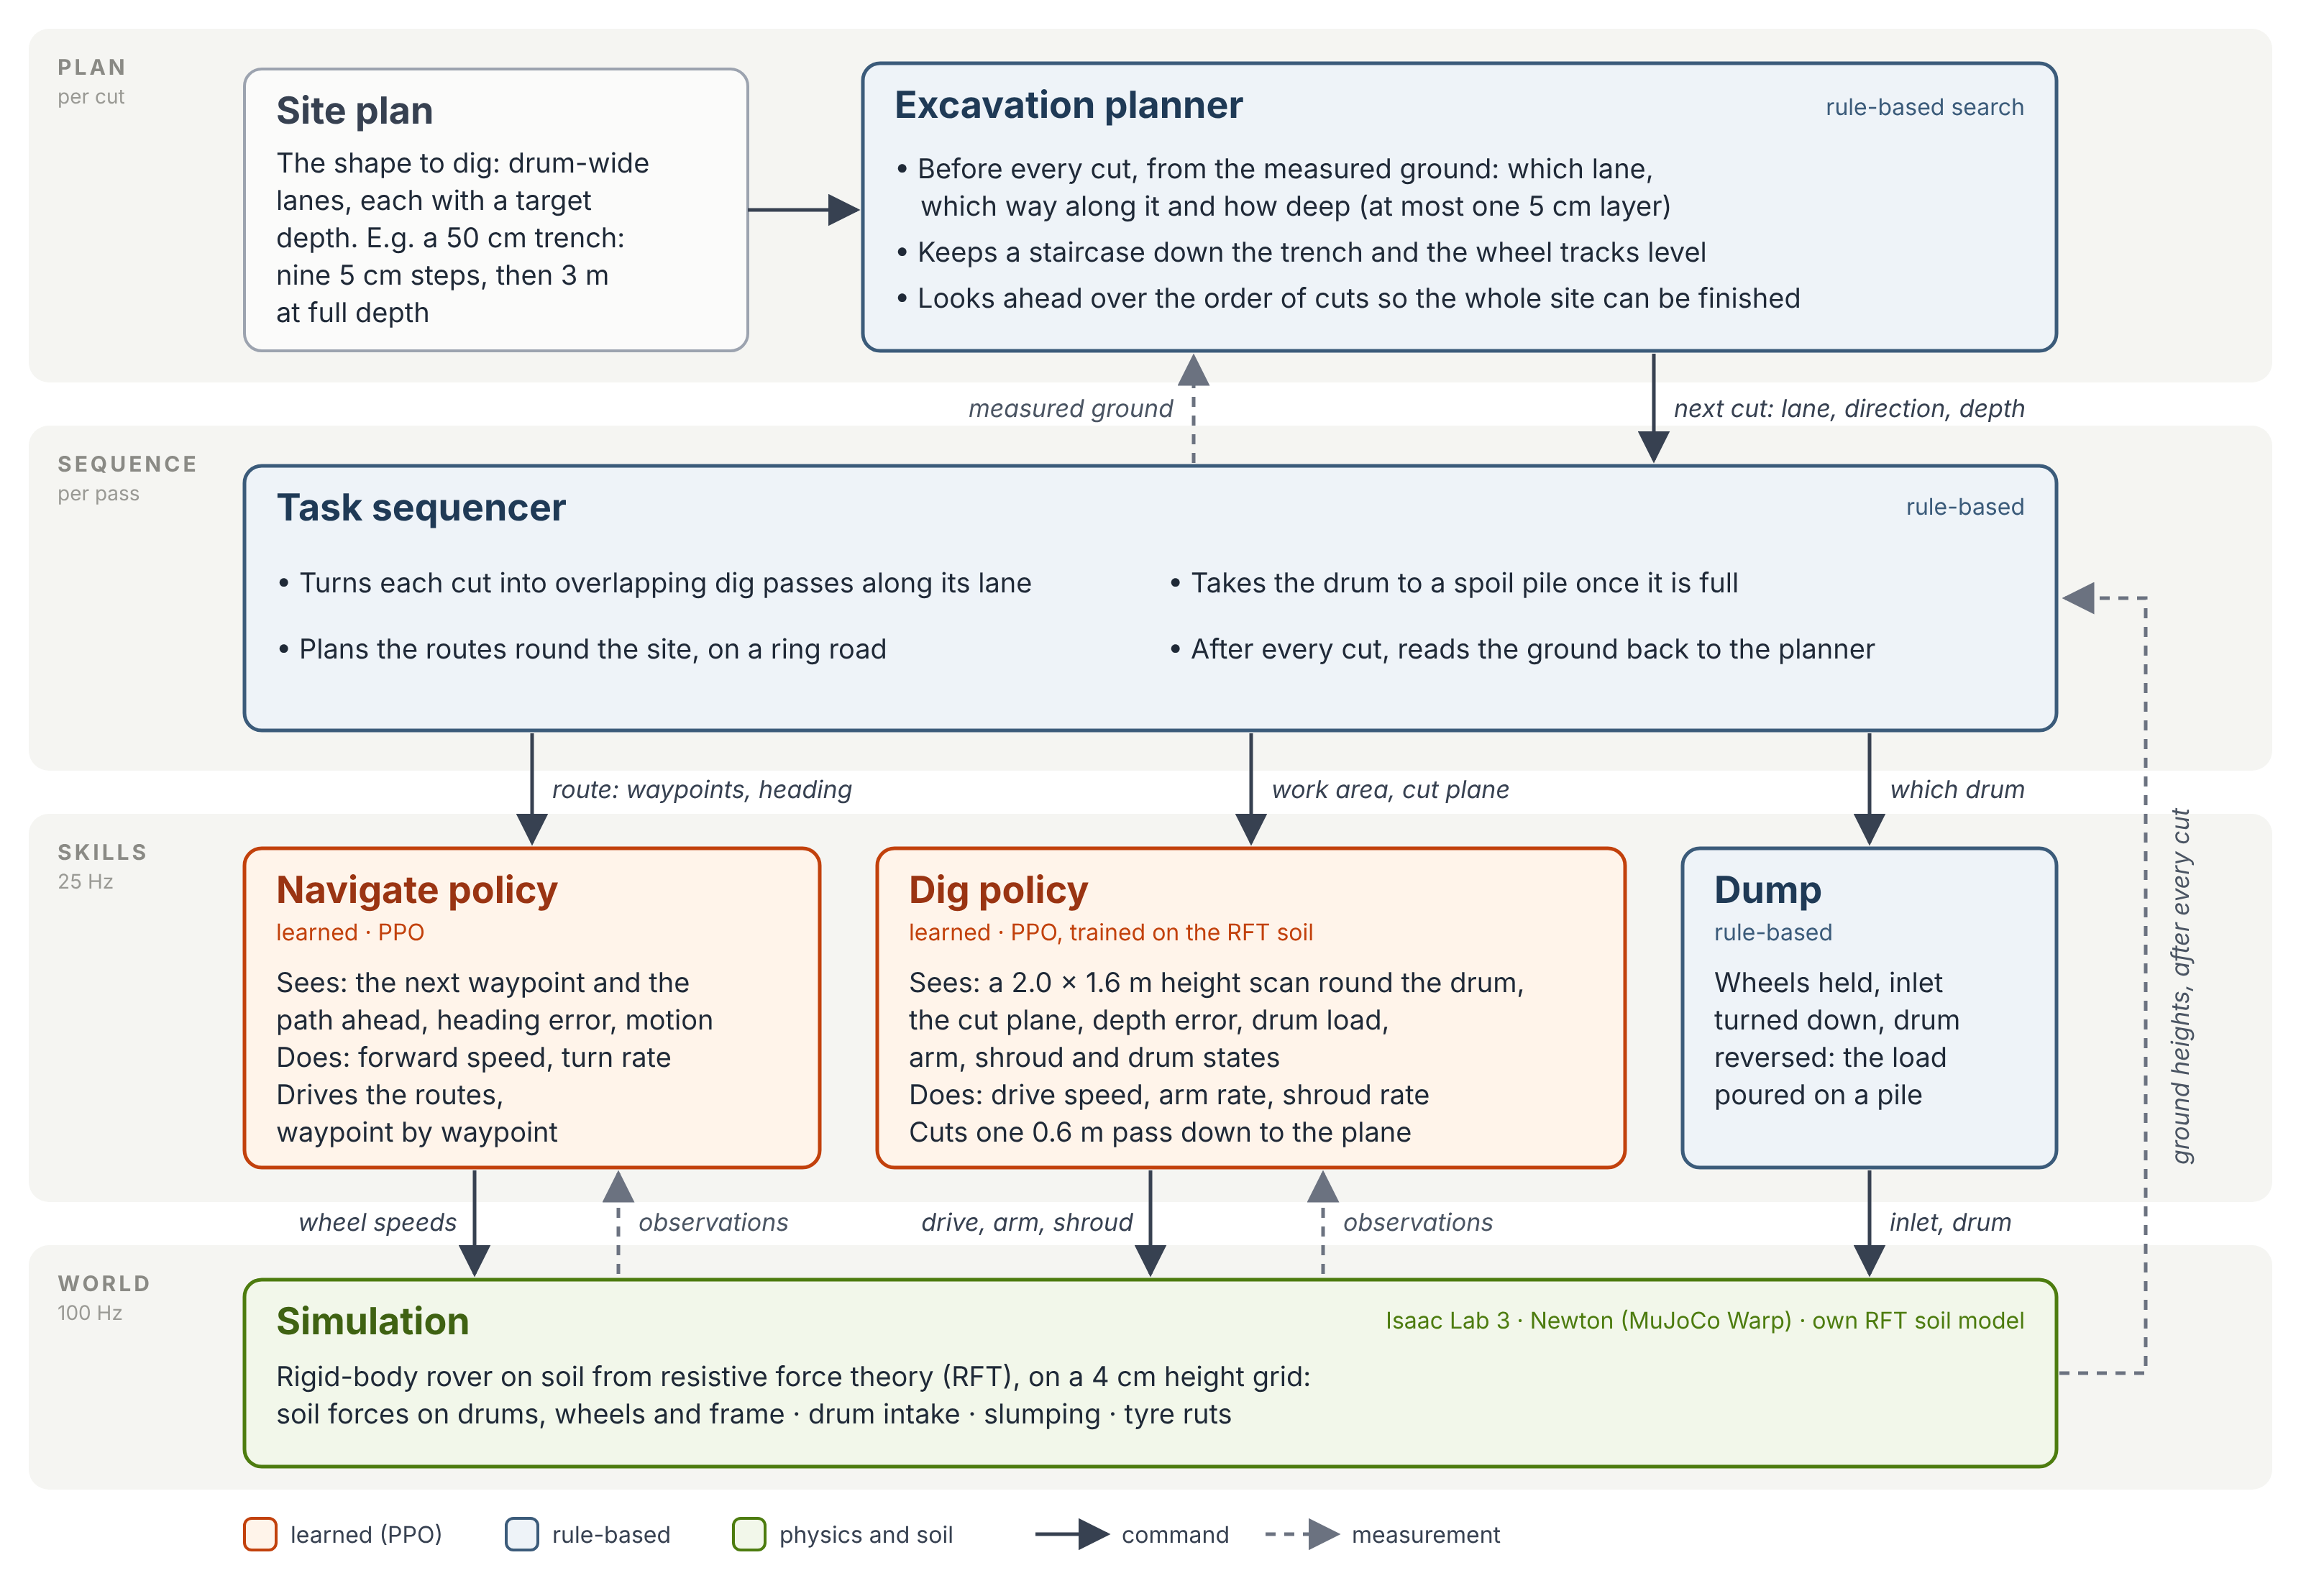 PLAN
per cut
Site plan
The shape to dig: drum-wide
lanes, each with a target
depth. E.g. a 50 cm trench:
nine 5 cm steps, then 3 m
at full depth
Excavation planner
rule-based search
• Before every cut, from the measured ground: which lane,
which way along it and how deep (at most one 5 cm layer)
• Keeps a staircase down the trench and the wheel tracks level
• Looks ahead over the order of cuts so the whole site can be finished
measured ground
next cut: lane, direction, depth
SEQUENCE
per pass
Task sequencer
rule-based
• Turns each cut into overlapping dig passes along its lane
• Takes the drum to a spoil pile once it is full
• Plans the routes round the site, on a ring road
• After every cut, reads the ground back to the planner
route: waypoints, heading
work area, cut plane
which drum
SKILLS
25 Hz
Navigate policy
learned · PPO
Sees: the next waypoint and the
path ahead, heading error, motion
Does: forward speed, turn rate
Drives the routes,
waypoint by waypoint
Dig policy
learned · PPO, trained on the RFT soil
Sees: a 2.0 × 1.6 m height scan round the drum,
the cut plane, depth error, drum load,
arm, shroud and drum states
Does: drive speed, arm rate, shroud rate
Cuts one 0.6 m pass down to the plane
Dump
rule-based
Wheels held, inlet
turned down, drum
reversed: the load
poured on a pile
ground heights, after every cut
wheel speeds
observations
drive, arm, shroud
observations
inlet, drum
WORLD
100 Hz
Simulation
Isaac Lab 3 · Newton (MuJoCo Warp) · own RFT soil model
Rigid-body rover on soil from resistive force theory (RFT), on a 4 cm height grid:
soil forces on drums, wheels and frame · drum intake · slumping · tyre ruts
learned (PPO)
rule-based
physics and soil
command
measurement